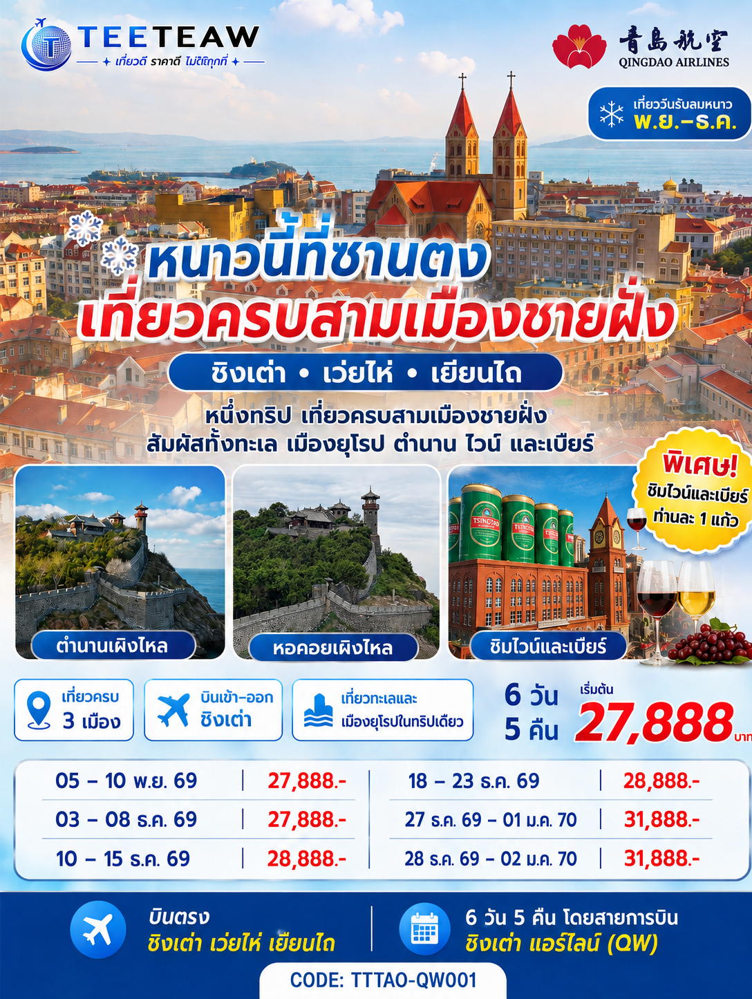 TEETEAW
เที่ยวดี ราคาดี
青岛航空
QINGDAO AIRLINES
เที่ยววันรับลมหนาว
พ.ย.–ธ.ค.
หนาวนี้ที่ซานตง
เที่ยวครบสามเมืองชายฝั่ง
ชิงเต่า • เว่ยไห่ • เยียนไถ
หนึ่งทริป เที่ยวครบสามเมืองชายฝั่ง
สัมผัสทั้งทะเล เมืองยุโรป ตำนาน ไวน์ และเบียร์
พิเศษ!
ชิมไวน์และเบียร์
ท่านละ 1 แก้ว
TSINGTAO
ตำนานเผิงไหล
หอคอยเผิงไหล
ชิมไวน์และเบียร์
เที่ยวครบ
3 เมือง
บินเข้า-ออก
ชิงเต่า
เที่ยวทะเลและ
เมืองยุโรปในทริปเดียว
6 วัน
5 คืน
เริ่มต้น
27,888
บาท
05 – 10 พ.ย. 69 27,888.-
18 – 23 ธ.ค. 69 28,888.-
03 – 08 ธ.ค. 69 27,888.-
27 ธ.ค. 69 – 01 ม.ค. 70 31,888.-
10 – 15 ธ.ค. 69 28,888.-
28 ธ.ค. 69 – 02 ม.ค. 70 31,888.-
บินตรง
ชิงเต่า เว่ยไห่ เยียนไถ
6 วัน 5 คืน โดยสายการบิน
ชิงเต่า แอร์ไลน์ (QW)
CODE: TTTAO-QW001